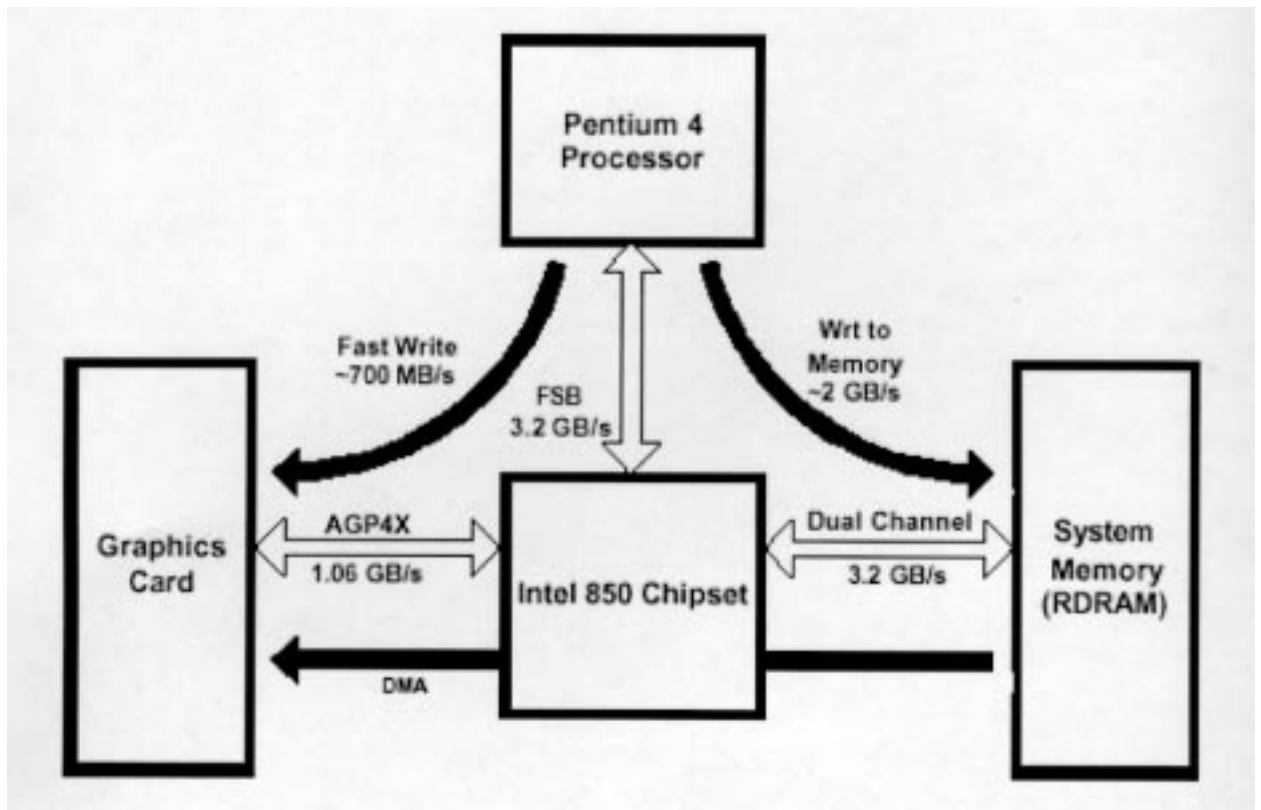 Pentium 4
Processor
Fast Write
~700 MB/s
Wrt to
Memory
~2 GB/s
FSB
3.2 GB/s
Graphics
Card
AGP4X
1.06 GB/s
Intel 850 Chipset
Dual Channel
3.2 GB/s
System
Memory
(RDRAM)
DMA